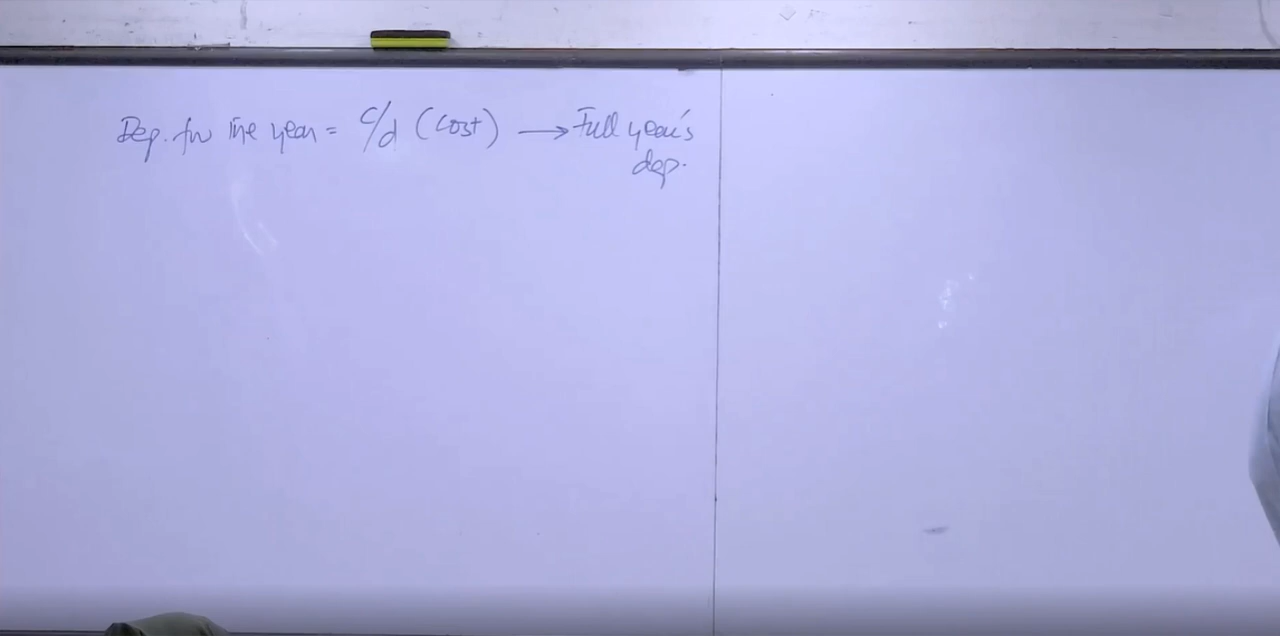 Dep. for the year = c/d (cost) → Full year's
dep.